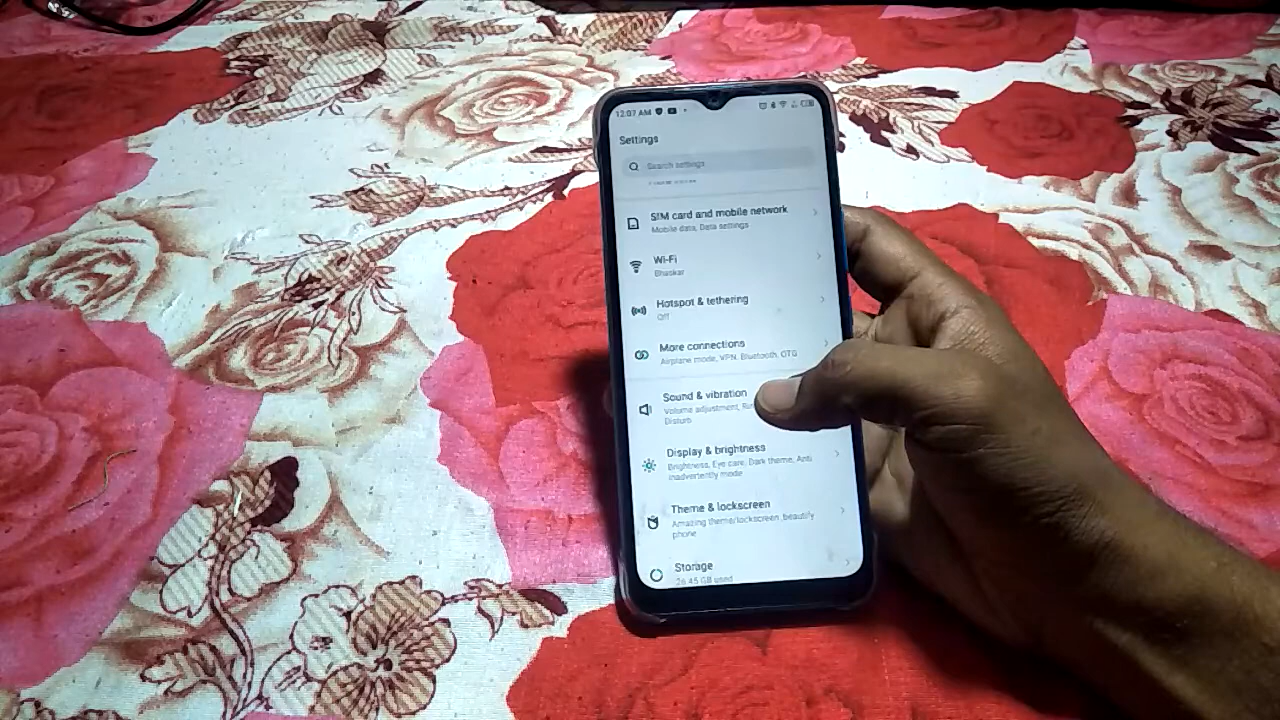 12:07 AM
Settings
Search settings
SIM card and mobile network
Mobile data, Data settings
Wi-Fi
Bhaskar
Hotspot & tethering
Off
More connections
Airplane mode, VPN, Bluetooth, OTG
Sound & vibration
Volume adjustment,
Disturb
Display & brightness
Brightness, Eye care, Dark theme, Anti
inadvertently mode
Theme & lockscreen
Amazing theme/lockscreen ,beautify
phone
Storage
26.45 GB used